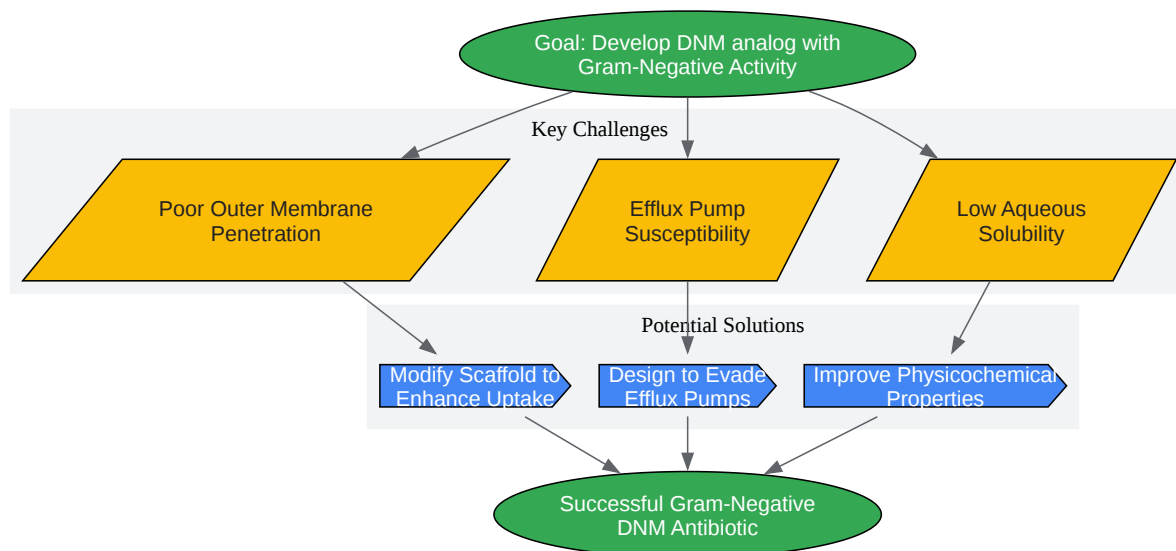 Goal: Develop DNM analog with
Gram-Negative Activity
Key Challenges
Poor Outer Membrane
Penetration
Efflux Pump
Susceptibility
Low Aqueous
Solubility
Potential Solutions
Modify Scaffold to
Enhance Uptake
Design to Evade
Efflux Pumps
Improve Physicochemical
Properties
Successful Gram-Negative
DNM Antibiotic